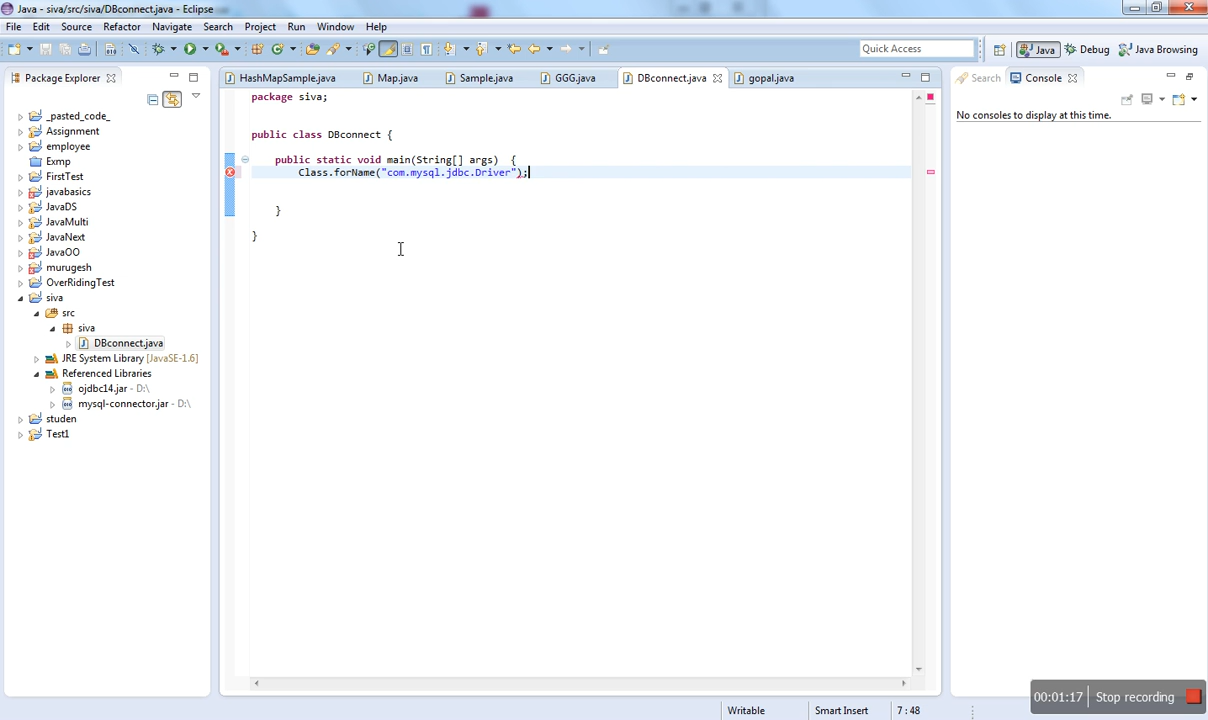 Java - siva/src/siva/DBconnect.java - Eclipse
File Edit Source Refactor Navigate Search Project Run Window Help
Quick Access
Java
Debug
Java Browsing
Package Explorer
HashMapSample.java
Map.java
Sample.java
GGG.java
DBconnect.java
gopal.java
Search
Console
No consoles to display at this time.
_pasted_code_
Assignment
employee
Exmp
FirstTest
javabasics
JavaDS
JavaMulti
JavaNext
JavaOO
murugesh
OverRidingTest
siva
src
siva
DBconnect.java
JRE System Library [JavaSE-1.6]
Referenced Libraries
ojdbc14.jar - D:\
mysql-connector.jar - D:\
studen
Test1
package siva;
public class DBconnect {
public static void main(String[] args) {
Class.forName("com.mysql.jdbc.Driver");
}
}
00:01:17 Stop recording
Writable
Smart Insert
7 : 48